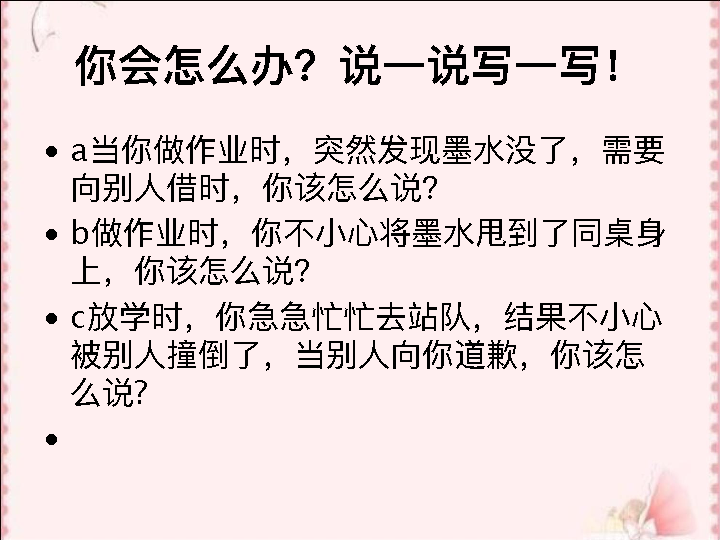 你会怎么办？说一说写一写！
• a当你做作业时，突然发现墨水没了，需要
向别人借时，你该怎么说？
• b做作业时，你不小心将墨水甩到了同桌身
上，你该怎么说？
• c放学时，你急急忙忙去站队，结果不小心
被别人撞倒了，当别人向你道歉，你该怎
么说？
•